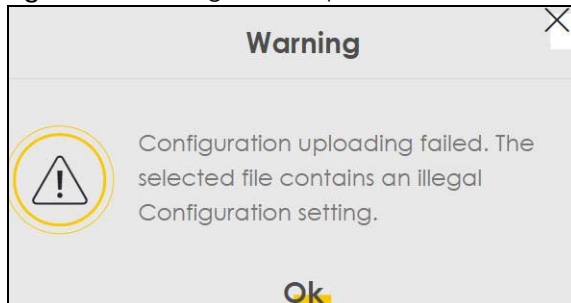 Warning
Configuration uploading failed. The
selected file contains an illegal
Configuration setting.
Ok